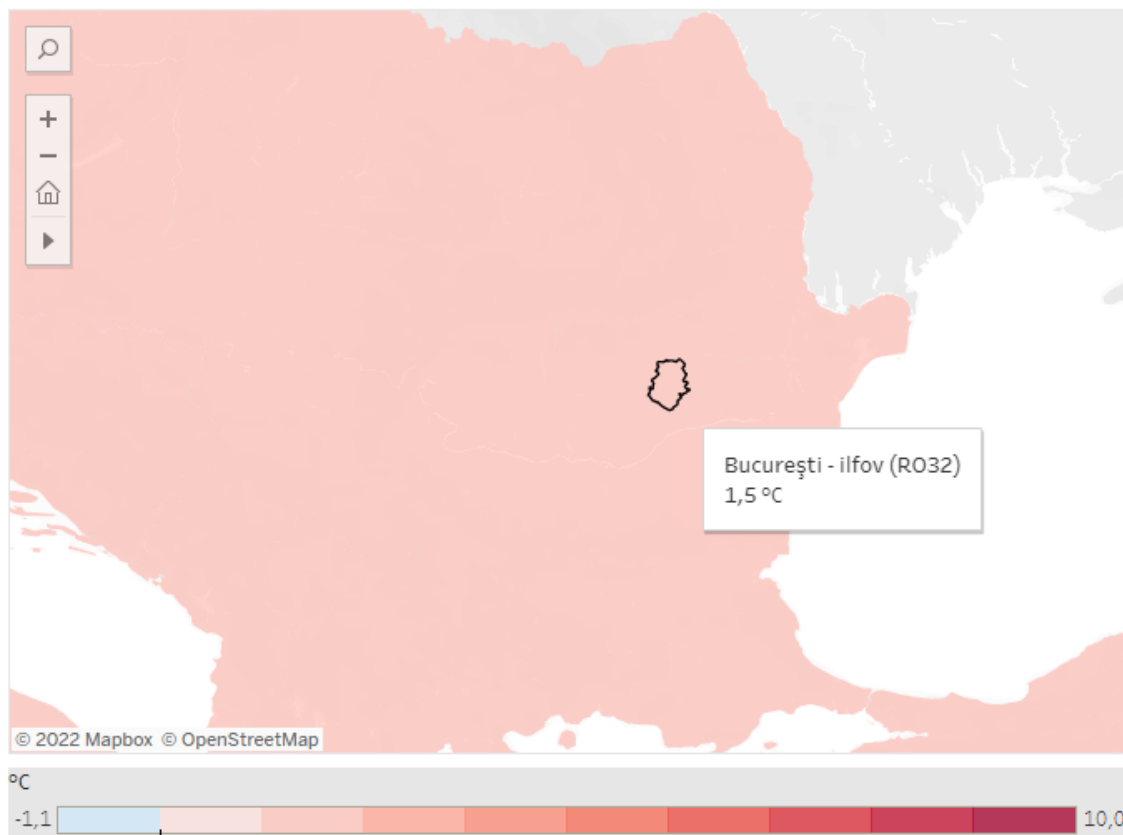 Bucureşti - ilfov (RO32)
1,5 °C
© 2022 Mapbox © OpenStreetMap
°C
-1,1
10,0